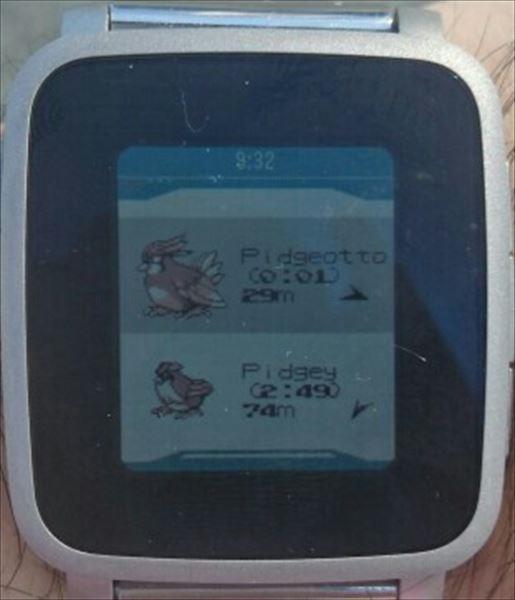 9:32
Pidgeotto
(0:01)
29m
Pidgey
(2:49)
74m